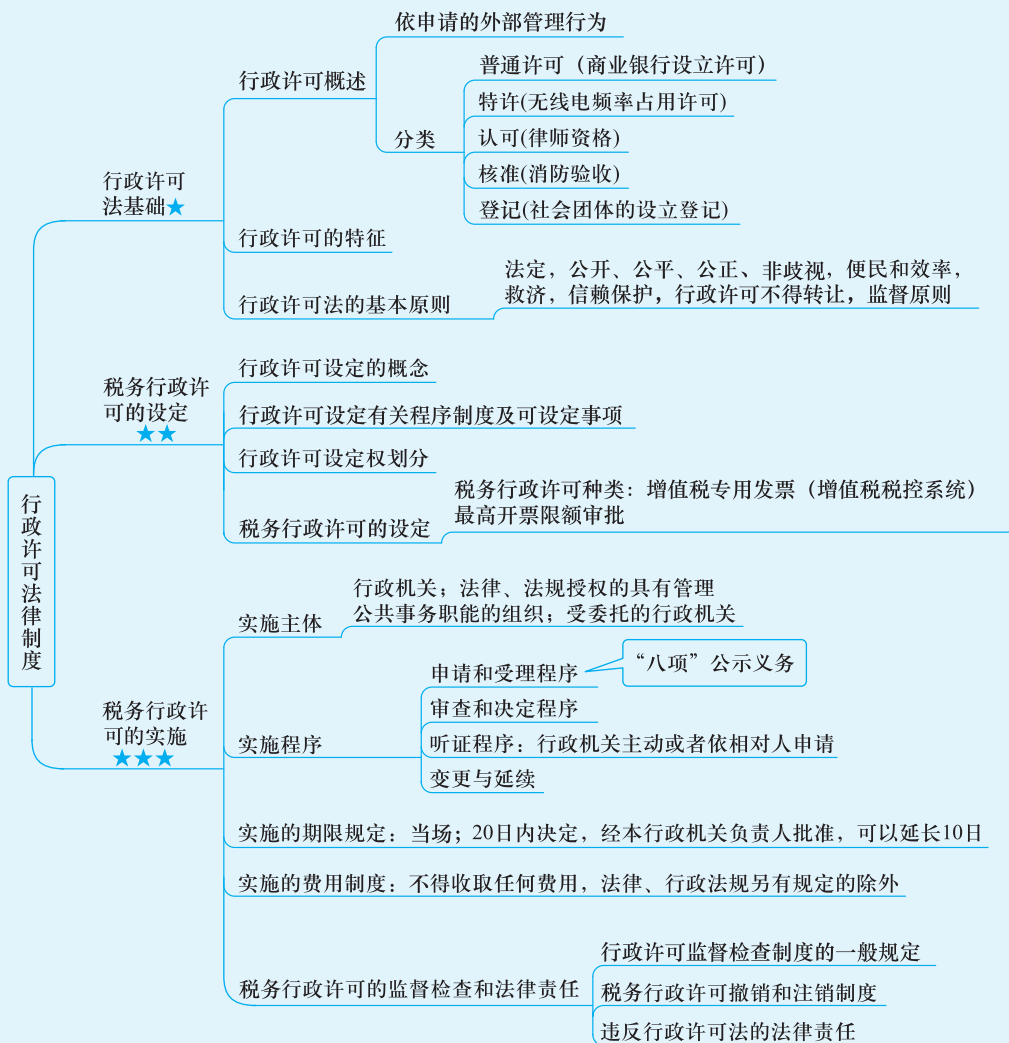 行政许可法律制度
行政许可
法基础★
行政许可概述
依申请的外部管理行为
分类
普通许可（商业银行设立许可）
特许(无线电频率占用许可)
认可(律师资格)
核准(消防验收)
登记(社会团体的设立登记)
行政许可的特征
行政许可法的基本原则
法定，公开、公平、公正、非歧视，便民和效率，
救济，信赖保护，行政许可不得转让，监督原则
税务行政许
可的设定
★★
行政许可设定的概念
行政许可设定有关程序制度及可设定事项
行政许可设定权划分
税务行政许可的设定
税务行政许可种类：增值税专用发票（增值税税控系统）
最高开票限额审批
税务行政许
可的实施
★★★
实施主体
行政机关；法律、法规授权的具有管理
公共事务职能的组织；受委托的行政机关
实施程序
申请和受理程序
“八项”公示义务
审查和决定程序
听证程序：行政机关主动或者依相对人申请
变更与延续
实施的期限规定：当场；20日内决定，经本行政机关负责人批准，可以延长10日
实施的费用制度：不得收取任何费用，法律、行政法规另有规定的除外
税务行政许可的监督检查和法律责任
行政许可监督检查制度的一般规定
税务行政许可撤销和注销制度
违反行政许可法的法律责任